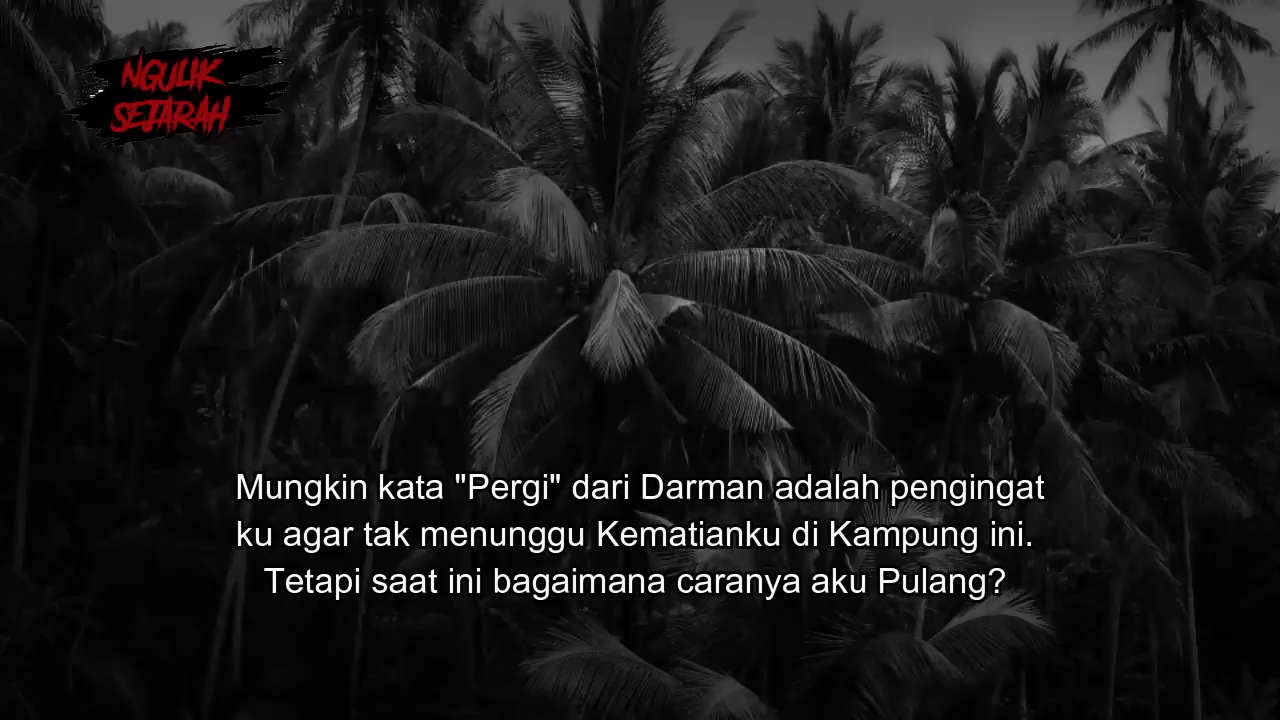 NGULIK
SEJARAH
Mungkin kata "Pergi" dari Darman adalah pengingat
ku agar tak menunggu Kematianku di Kampung ini.
Tetapi saat ini bagaimana caranya aku Pulang?